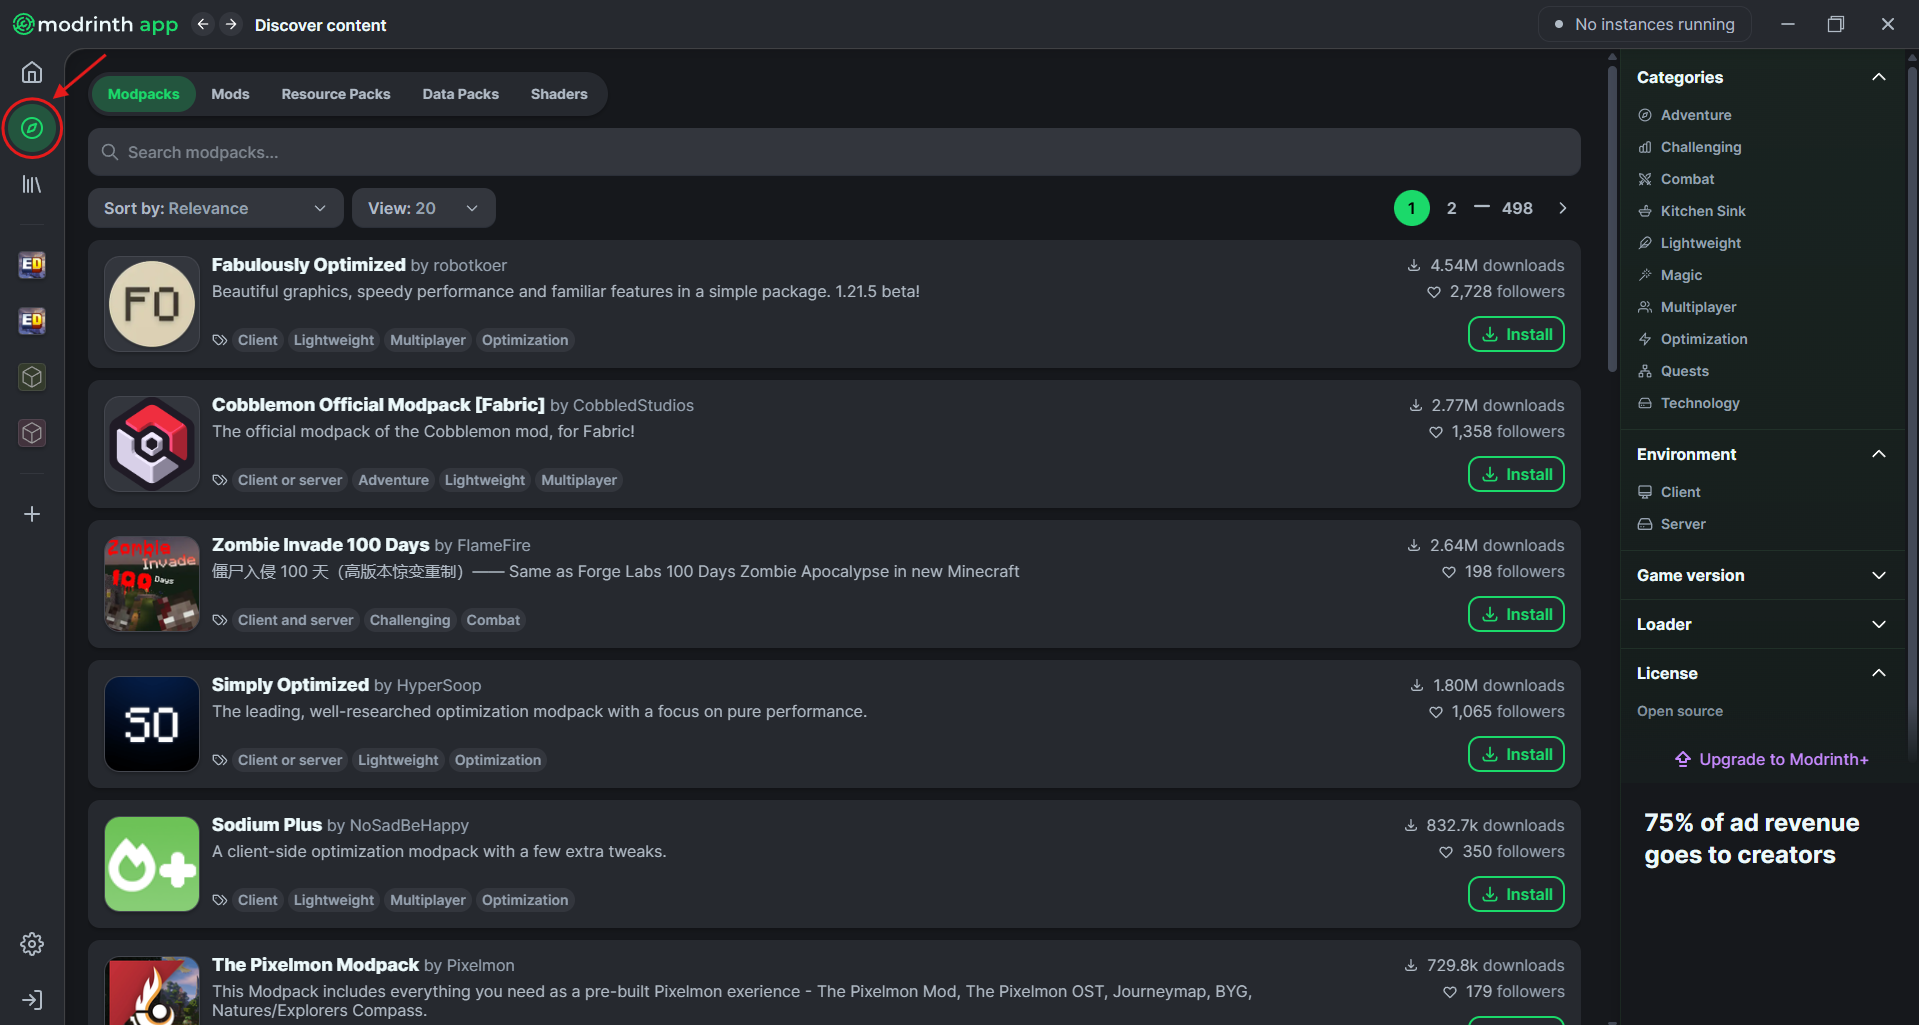 modrinth app
Discover content
No instances running
Modpacks
Mods
Resource Packs
Data Packs
Shaders
Search modpacks...
Sort by: Relevance
View: 20
1
2
498
FO
Fabulously Optimized by robotkoer
Beautiful graphics, speedy performance and familiar features in a simple package. 1.21.5 beta!
Client
Lightweight
Multiplayer
Optimization
4.54M downloads
2,728 followers
Install
Cobblemon Official Modpack [Fabric] by CobbledStudios
The official modpack of the Cobblemon mod, for Fabric!
Client or server
Adventure
Lightweight
Multiplayer
2.77M downloads
1,358 followers
Install
Zombie
Invade
100 Days
Zombie Invade 100 Days by FlameFire
僵尸入侵 100 天（高版本惊变重制）—— Same as Forge Labs 100 Days Zombie Apocalypse in new Minecraft
Client and server
Challenging
Combat
2.64M downloads
198 followers
Install
SO
Simply Optimized by HyperSoop
The leading, well-researched optimization modpack with a focus on pure performance.
Client or server
Lightweight
Optimization
1.80M downloads
1,065 followers
Install
Sodium Plus by NoSadBeHappy
A client-side optimization modpack with a few extra tweaks.
Client
Lightweight
Multiplayer
Optimization
832.7k downloads
350 followers
Install
The Pixelmon Modpack by Pixelmon
This Modpack includes everything you need as a pre-built Pixelmon exerience - The Pixelmon Mod, The Pixelmon OST, Journeymap, BYG,
Natures/Explorers Compass.
729.8k downloads
179 followers
ED
ED
Categories
Adventure
Challenging
Combat
Kitchen Sink
Lightweight
Magic
Multiplayer
Optimization
Quests
Technology
Environment
Client
Server
Game version
Loader
License
Open source
Upgrade to Modrinth+
75% of ad revenue
goes to creators